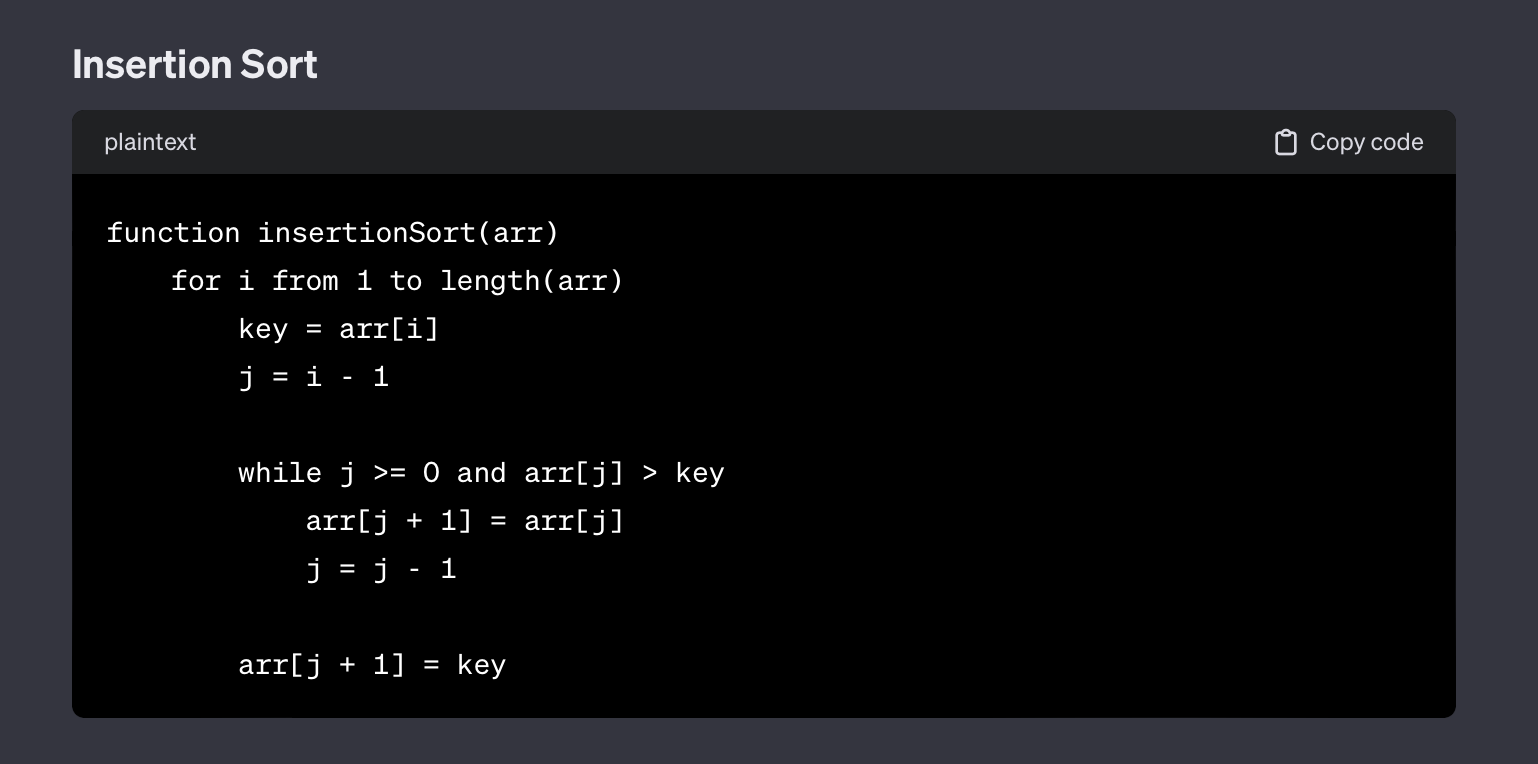 Insertion Sort
plaintext
Copy code
function insertionSort(arr)
    for i from 1 to length(arr)
        key = arr[i]
        j = i - 1

        while j >= 0 and arr[j] > key
            arr[j + 1] = arr[j]
            j = j - 1

        arr[j + 1] = key